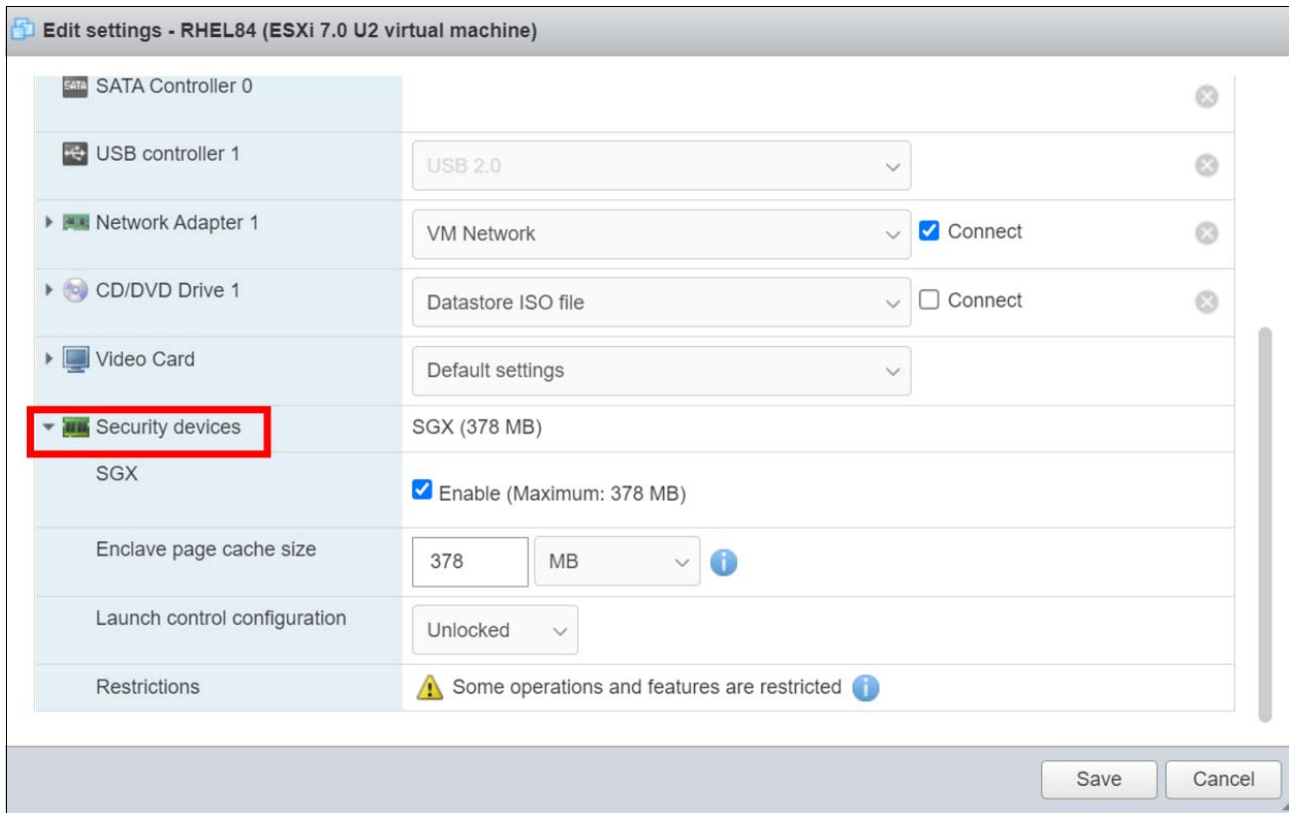 Edit settings - RHEL84 (ESXi 7.0 U2 virtual machine)
SATA
SATA Controller 0
USB controller 1
USB 2.0
Network Adapter 1
VM Network
Connect
CD/DVD Drive 1
Datastore ISO file
Connect
Video Card
Default settings
Security devices
SGX (378 MB)
SGX
Enable (Maximum: 378 MB)
Enclave page cache size
378
MB
Launch control configuration
Unlocked
Restrictions
Some operations and features are restricted
Save
Cancel